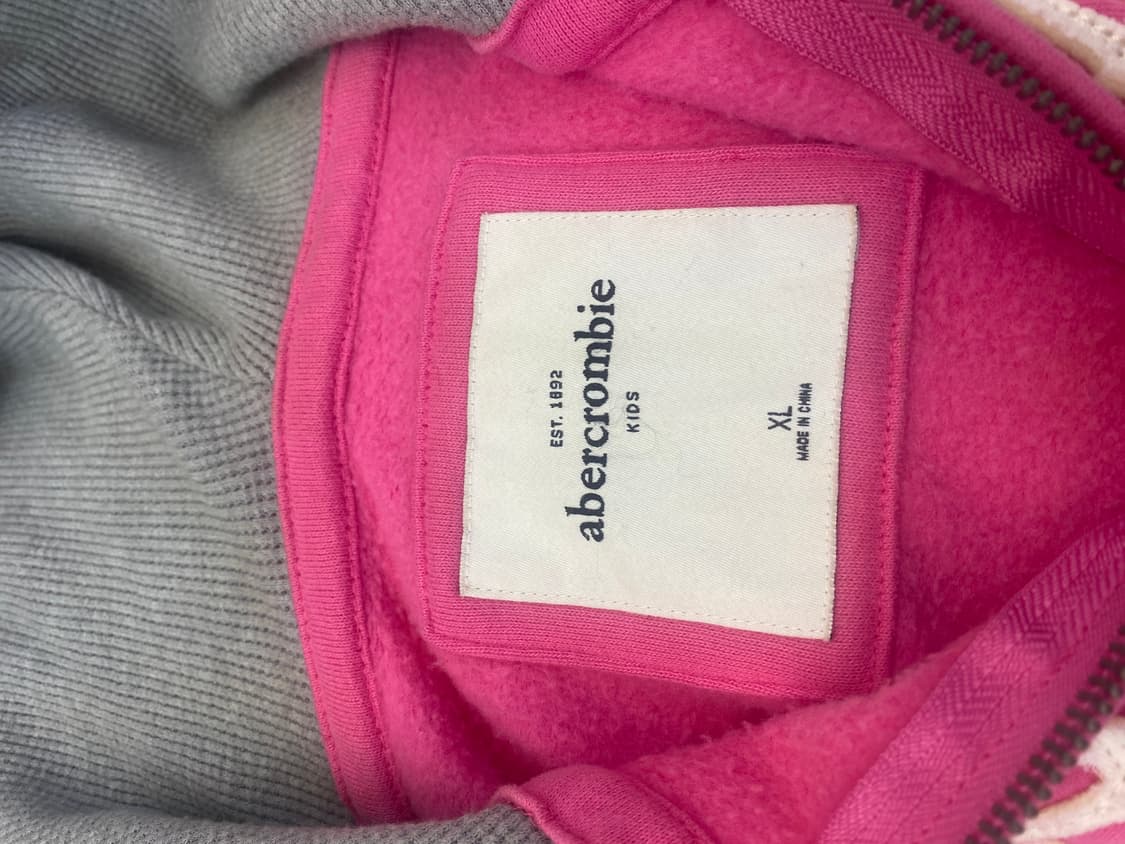 EST. 1892
abercrombie
KIDS
XL
MADE IN CHINA